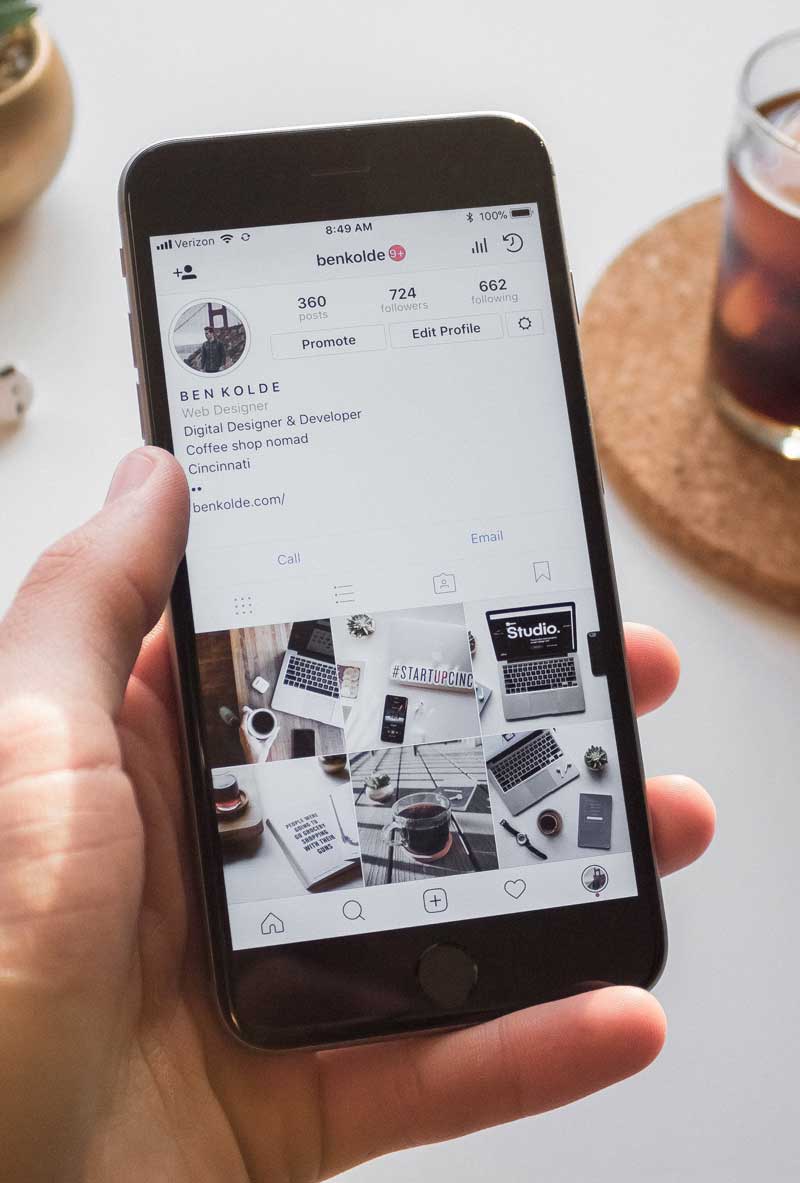 Verizon 8:49 AM 100%
benkolde 9+
360 724 662
posts followers following
Promote Edit Profile
BEN KOLDE
Web Designer
Digital Designer & Developer
Coffee shop nomad
Cincinnati
benkolde.com/
Call Email
Studio.
#STARTUPCINC
PEOPLE WERE
GOING TO
GO GROCERY
SHOPPING
WITH THEIR
GUNS